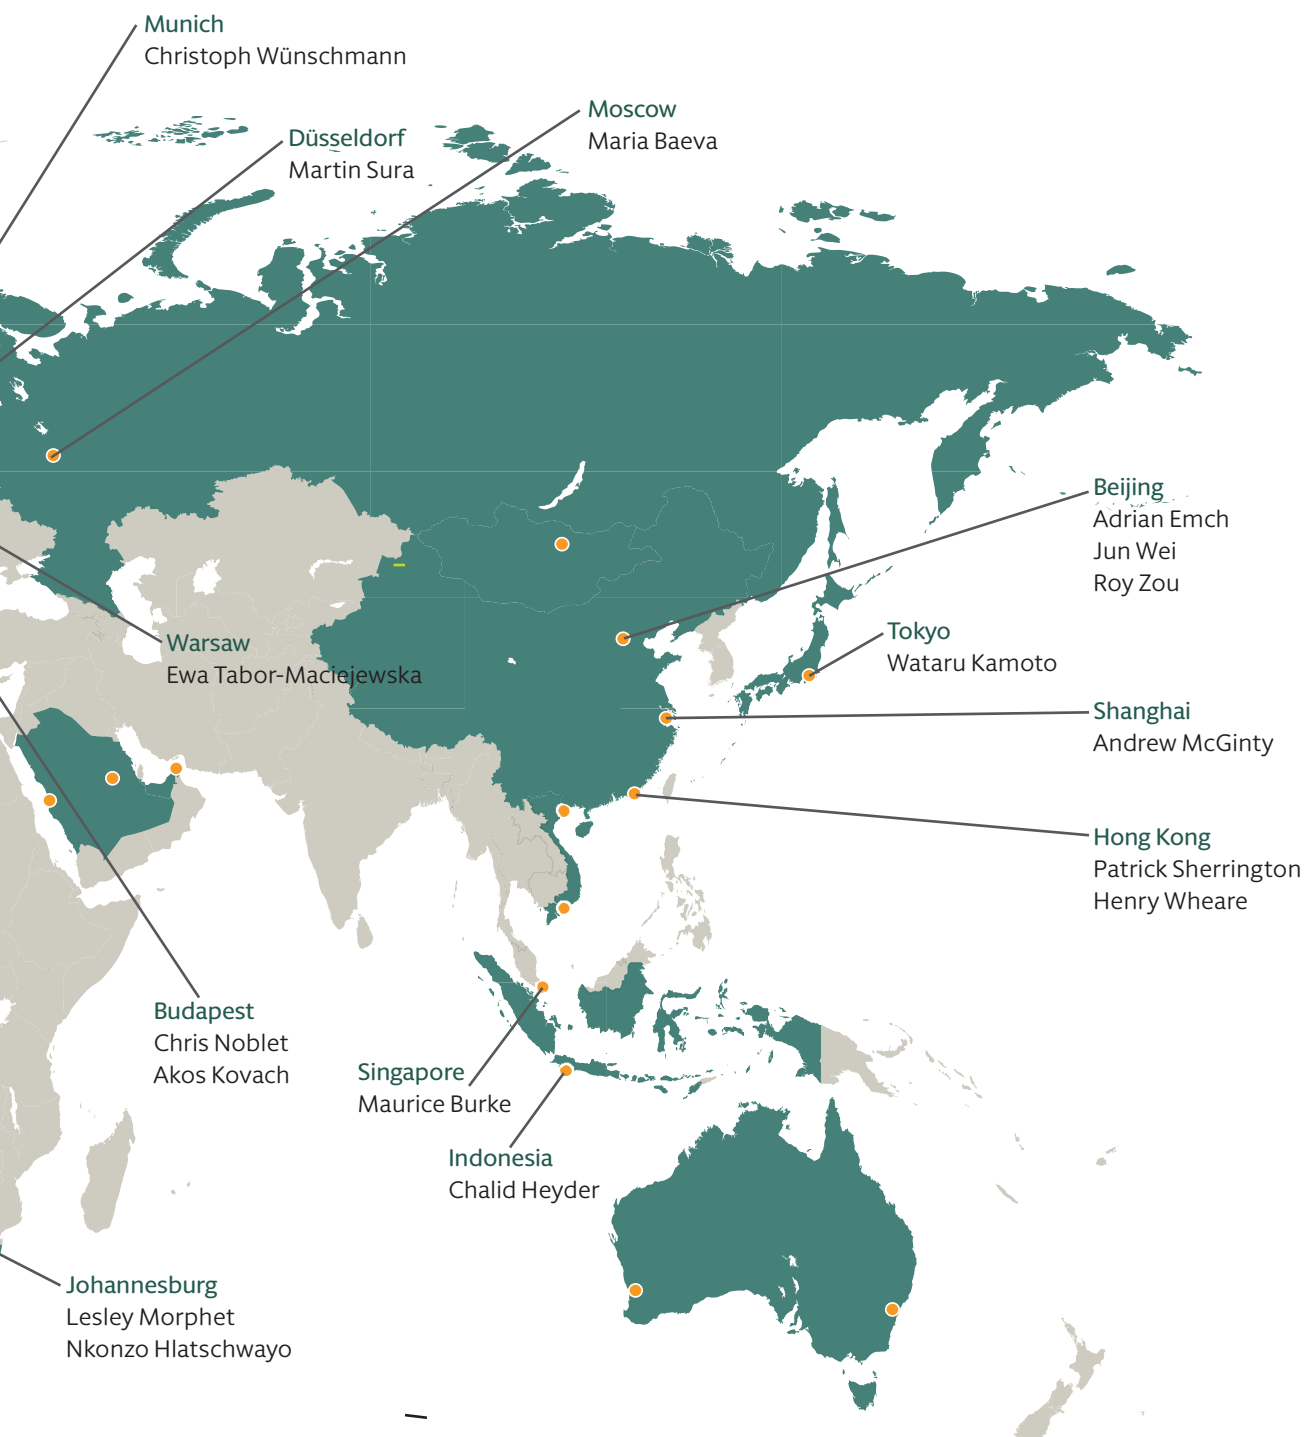 Munich
Christoph Wünschmann
Moscow
Maria Baeva
Düsseldorf
Martin Sura
Beijing
Adrian Emch
Jun Wei
Roy Zou
Tokyo
Wataru Kamoto
Warsaw
Ewa Tabor-Maciejewska
Shanghai
Andrew McGinty
Hong Kong
Patrick Sherrington
Henry Wheare
Budapest
Chris Noblet
Akos Kovach
Singapore
Maurice Burke
Indonesia
Chalid Heyder
Johannesburg
Lesley Morphet
Nkonzo Hlatschwayo